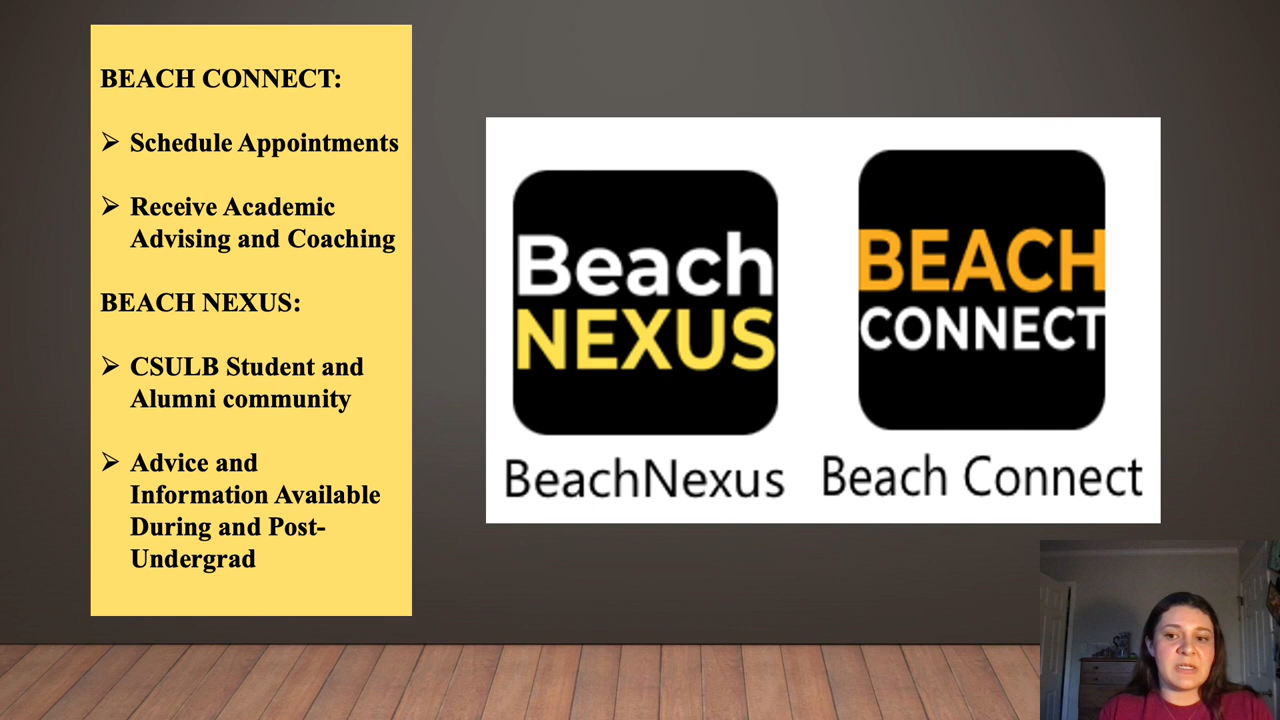 BEACH CONNECT:
➢ Schedule Appointments
➢ Receive Academic
Advising and Coaching
BEACH NEXUS:
➢ CSULB Student and
Alumni community
➢ Advice and
Information Available
During and Post-
Undergrad
Beach
NEXUS
BeachNexus
BEACH
CONNECT
Beach Connect